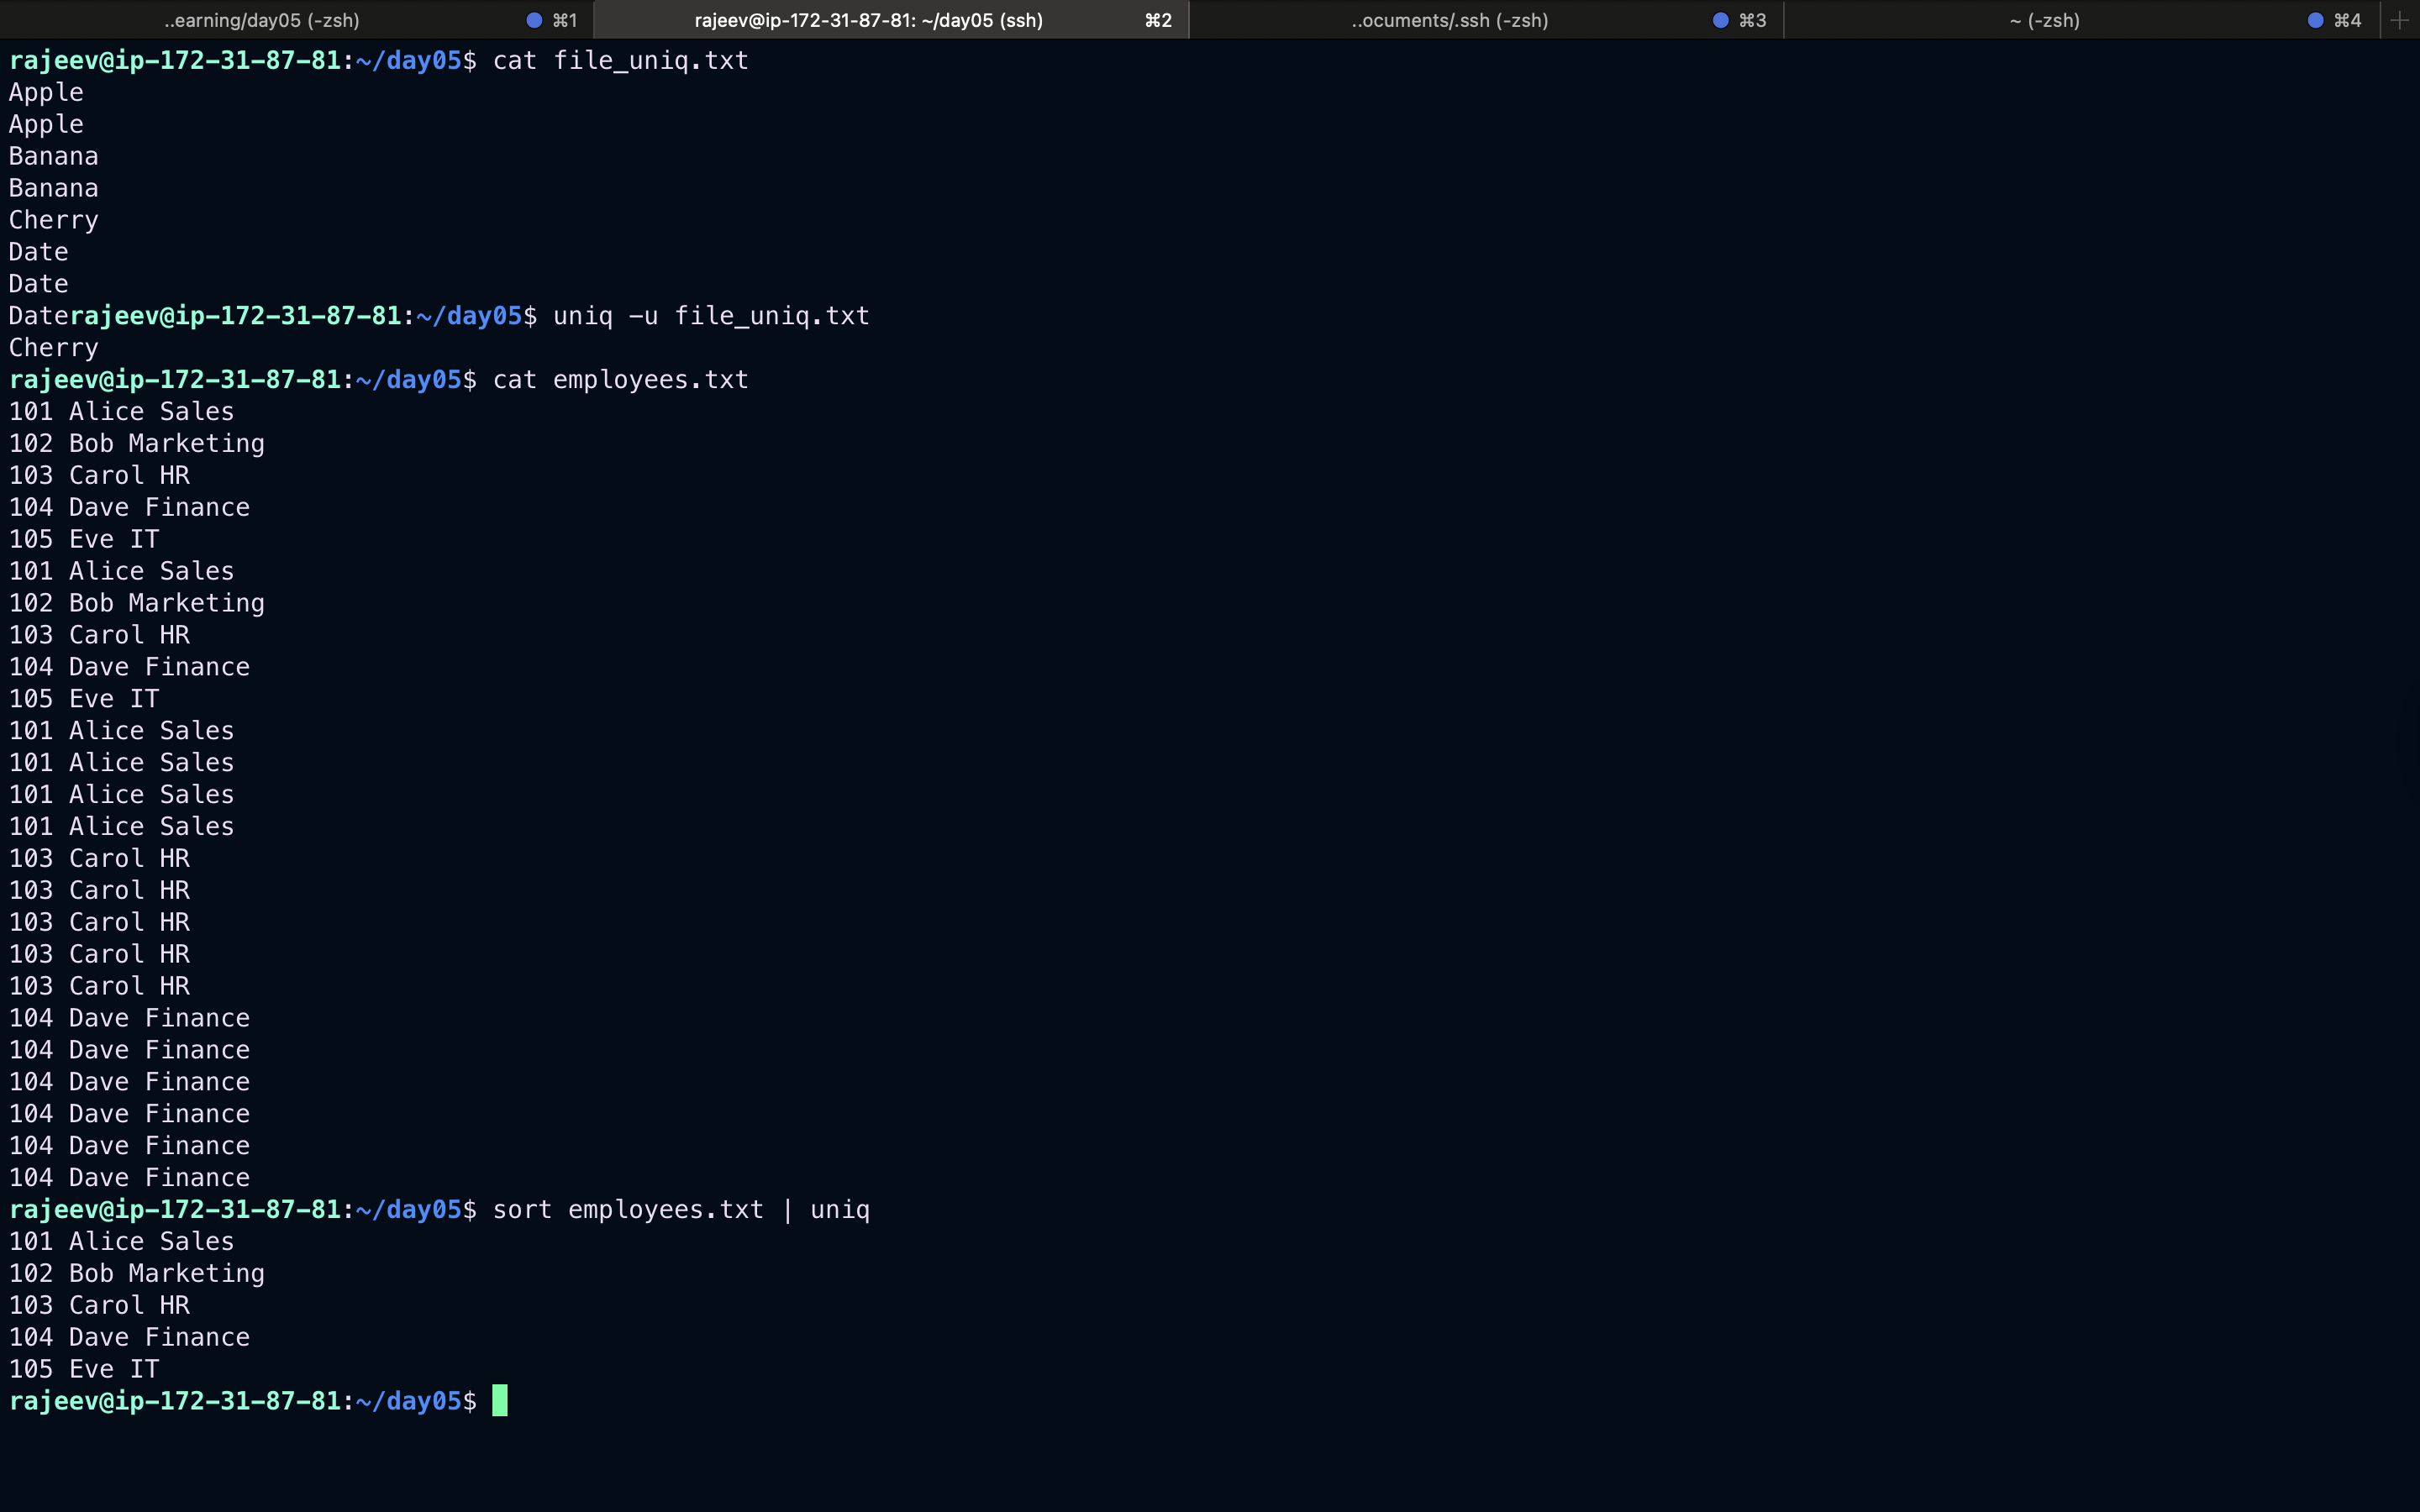 ..earning/day05 (-zsh) ⌘1 rajeev@ip-172-31-87-81: ~/day05 (ssh) ⌘2 ..ocuments/.ssh (-zsh) ⌘3 ~ (-zsh) ⌘4 +
rajeev@ip-172-31-87-81:~/day05$ cat file_uniq.txt
Apple
Apple
Banana
Banana
Cherry
Date
Date
Daterajeev@ip-172-31-87-81:~/day05$ uniq -u file_uniq.txt
Cherry
rajeev@ip-172-31-87-81:~/day05$ cat employees.txt
101 Alice Sales
102 Bob Marketing
103 Carol HR
104 Dave Finance
105 Eve IT
101 Alice Sales
102 Bob Marketing
103 Carol HR
104 Dave Finance
105 Eve IT
101 Alice Sales
101 Alice Sales
101 Alice Sales
101 Alice Sales
103 Carol HR
103 Carol HR
103 Carol HR
103 Carol HR
103 Carol HR
104 Dave Finance
104 Dave Finance
104 Dave Finance
104 Dave Finance
104 Dave Finance
104 Dave Finance
rajeev@ip-172-31-87-81:~/day05$ sort employees.txt | uniq
101 Alice Sales
102 Bob Marketing
103 Carol HR
104 Dave Finance
105 Eve IT
rajeev@ip-172-31-87-81:~/day05$